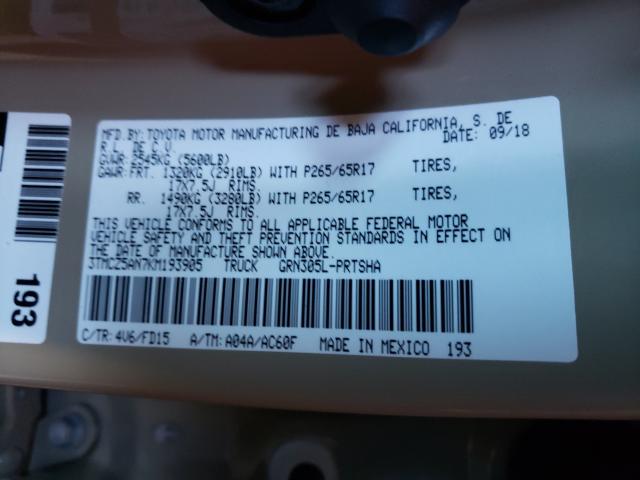 MFD.BY:TOYOTA MOTOR MANUFACTURING DE BAJA CALIFORNIA, S. DE
R.L. DE C.V. DATE: 09/18
GVWR:2545KG (5600LB)
GAWR:FRT. 1320KG (2910LB) WITH P265/65R17 TIRES,
17X7.5J RIMS.
RR. 1490KG (3280LB) WITH P265/65R17 TIRES,
17X7.5J RIMS.
THIS VEHICLE CONFORMS TO ALL APPLICABLE FEDERAL MOTOR
VEHICLE SAFETY AND THEFT PREVENTION STANDARDS IN EFFECT ON
THE DATE OF MANUFACTURE SHOWN ABOVE.
3TMCZ5AN7KM193905 TRUCK GRN305L-PRTSHA
C/TR: 4V6/FD15 A/TM: A04A/AC60F MADE IN MEXICO 193
193